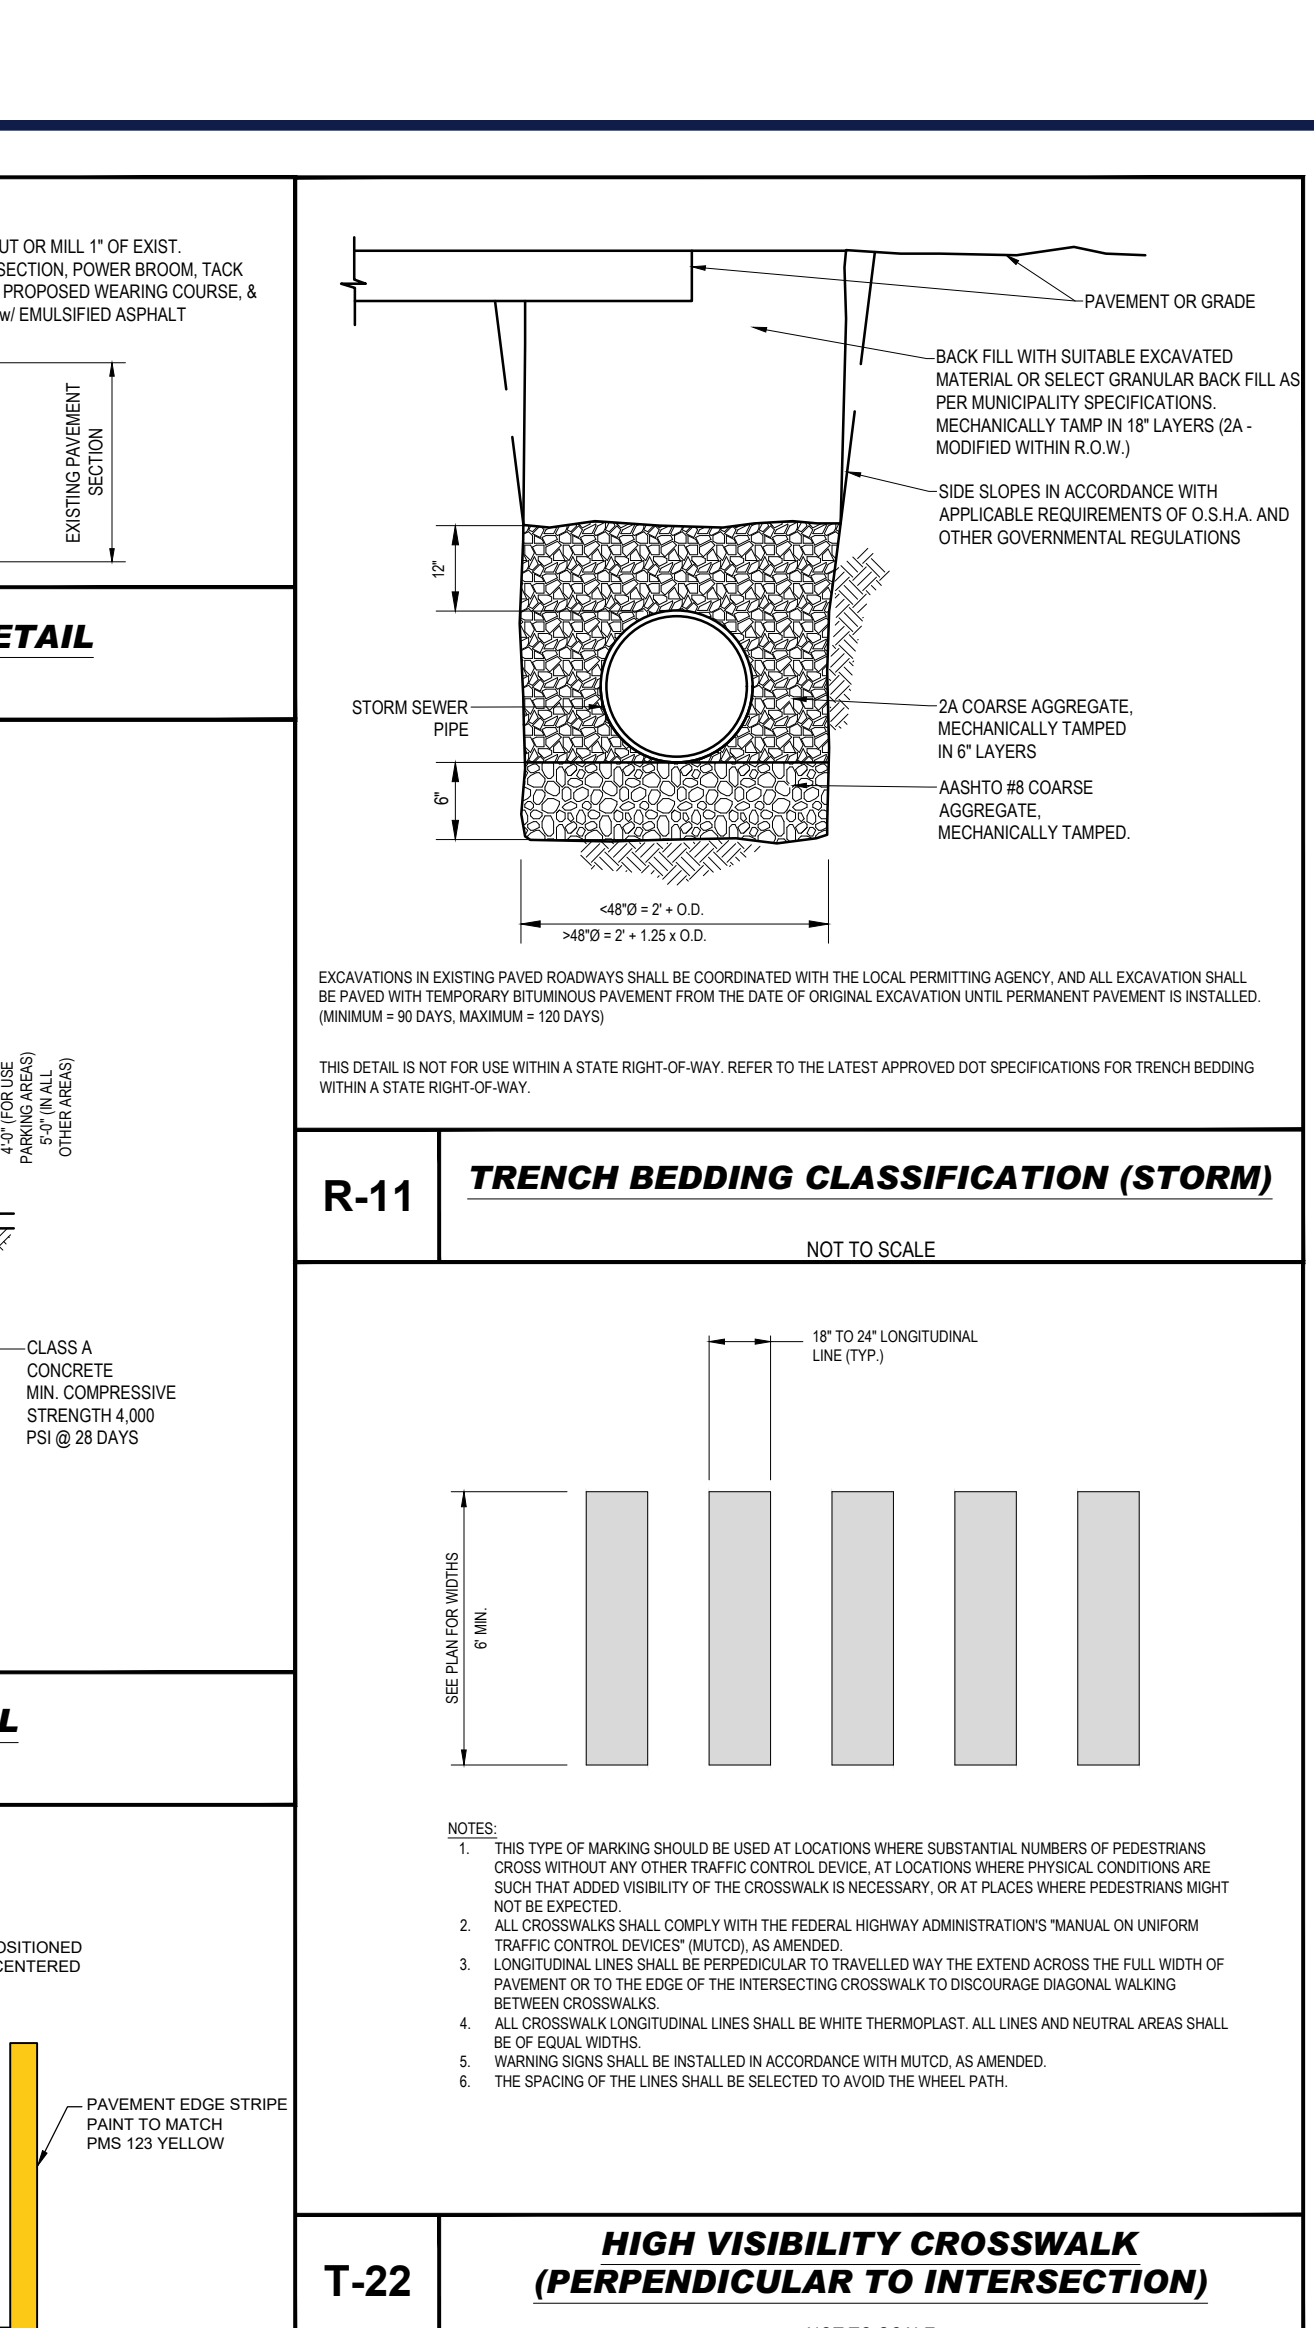 UT OR MILL 1" OF EXIST.
SECTION, POWER BROOM, TACK
PROPOSED WEARING COURSE, &
w/ EMULSIFIED ASPHALT
EXISTING PAVEMENT
SECTION
ETAIL
4'-0" (FOR USE
PARKING AREAS)
5'-0" (IN ALL
OTHER AREAS)
CLASS A
CONCRETE
MIN. COMPRESSIVE
STRENGTH 4,000
PSI @ 28 DAYS
L
OSITIONED
CENTERED
PAVEMENT EDGE STRIPE
PAINT TO MATCH
PMS 123 YELLOW
PAVEMENT OR GRADE
BACK FILL WITH SUITABLE EXCAVATED
MATERIAL OR SELECT GRANULAR BACK FILL AS
PER MUNICIPALITY SPECIFICATIONS.
MECHANICALLY TAMP IN 18" LAYERS (2A -
MODIFIED WITHIN R.O.W.)
SIDE SLOPES IN ACCORDANCE WITH
APPLICABLE REQUIREMENTS OF O.S.H.A. AND
OTHER GOVERNMENTAL REGULATIONS
12"
STORM SEWER
PIPE
2A COARSE AGGREGATE,
MECHANICALLY TAMPED
IN 6" LAYERS
6"
AASHTO #8 COARSE
AGGREGATE,
MECHANICALLY TAMPED.
<48"Ø = 2' + O.D.
>48"Ø = 2' + 1.25 x O.D.
EXCAVATIONS IN EXISTING PAVED ROADWAYS SHALL BE COORDINATED WITH THE LOCAL PERMITTING AGENCY, AND ALL EXCAVATION SHALL
BE PAVED WITH TEMPORARY BITUMINOUS PAVEMENT FROM THE DATE OF ORIGINAL EXCAVATION UNTIL PERMANENT PAVEMENT IS INSTALLED.
(MINIMUM = 90 DAYS, MAXIMUM = 120 DAYS)
THIS DETAIL IS NOT FOR USE WITHIN A STATE RIGHT-OF-WAY. REFER TO THE LATEST APPROVED DOT SPECIFICATIONS FOR TRENCH BEDDING
WITHIN A STATE RIGHT-OF-WAY.
R-11
TRENCH BEDDING CLASSIFICATION (STORM)
NOT TO SCALE
18" TO 24" LONGITUDINAL
LINE (TYP.)
SEE PLAN FOR WIDTHS
6' MIN.
NOTES:
1. THIS TYPE OF MARKING SHOULD BE USED AT LOCATIONS WHERE SUBSTANTIAL NUMBERS OF PEDESTRIANS
CROSS WITHOUT ANY OTHER TRAFFIC CONTROL DEVICE, AT LOCATIONS WHERE PHYSICAL CONDITIONS ARE
SUCH THAT ADDED VISIBILITY OF THE CROSSWALK IS NECESSARY, OR AT PLACES WHERE PEDESTRIANS MIGHT
NOT BE EXPECTED.
2. ALL CROSSWALKS SHALL COMPLY WITH THE FEDERAL HIGHWAY ADMINISTRATION'S "MANUAL ON UNIFORM
TRAFFIC CONTROL DEVICES" (MUTCD), AS AMENDED.
3. LONGITUDINAL LINES SHALL BE PERPEDICULAR TO TRAVELLED WAY THE EXTEND ACROSS THE FULL WIDTH OF
PAVEMENT OR TO THE EDGE OF THE INTERSECTING CROSSWALK TO DISCOURAGE DIAGONAL WALKING
BETWEEN CROSSWALKS.
4. ALL CROSSWALK LONGITUDINAL LINES SHALL BE WHITE THERMOPLAST. ALL LINES AND NEUTRAL AREAS SHALL
BE OF EQUAL WIDTHS.
5. WARNING SIGNS SHALL BE INSTALLED IN ACCORDANCE WITH MUTCD, AS AMENDED.
6. THE SPACING OF THE LINES SHALL BE SELECTED TO AVOID THE WHEEL PATH.
T-22
HIGH VISIBILITY CROSSWALK
(PERPENDICULAR TO INTERSECTION)